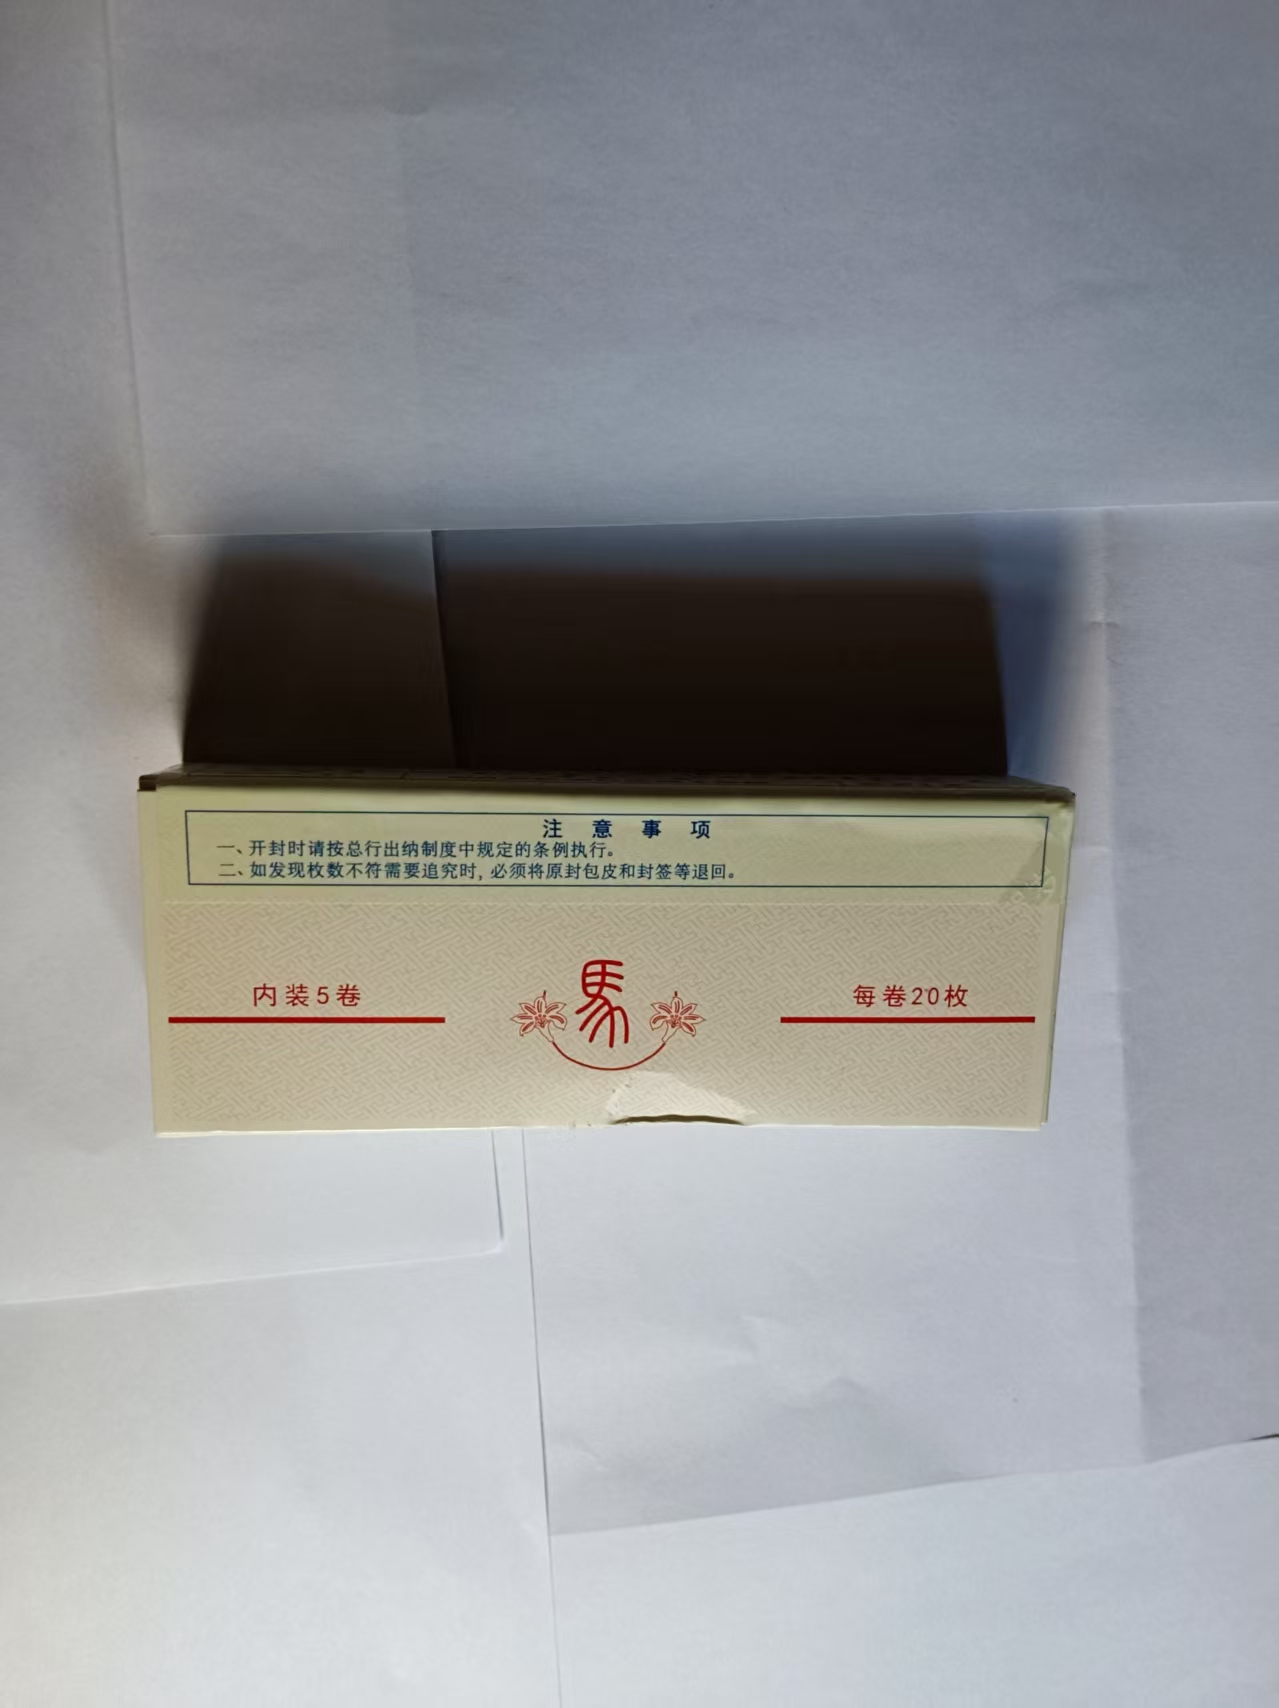 注意事项
一、开封时请按总行出纳制度中规定的条例执行。
二、如发现枚数不符需要追究时，必须将原封包皮和封签等退回。
馬
内装5卷
每卷20枚